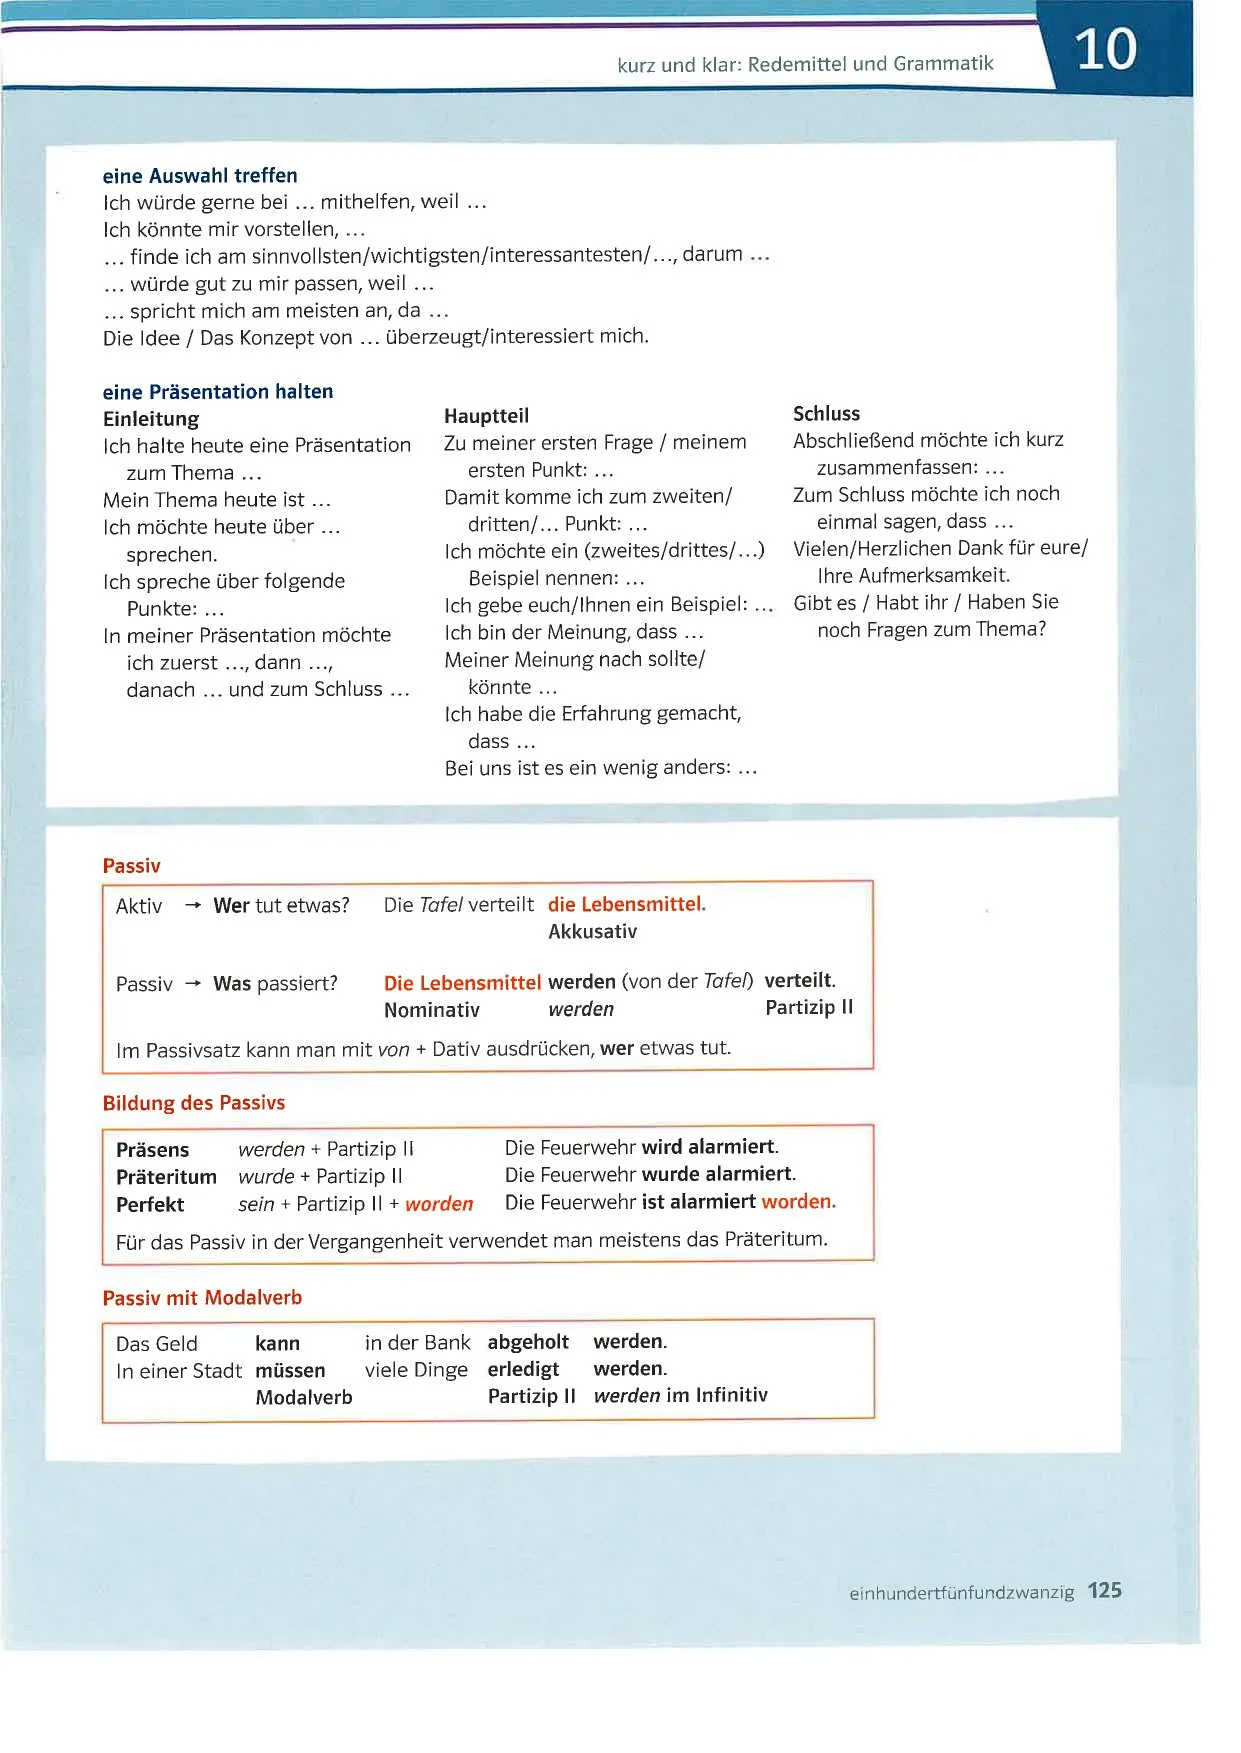 kurz und klar: Redemittel und Grammatik
10
eine Auswahl treffen
Ich würde gerne bei ... mithelfen, weil ...
Ich könnte mir vorstellen, ...
... finde ich am sinnvollsten/wichtigsten/interessantesten/..., darum ...
... würde gut zu mir passen, weil ...
... spricht mich am meisten an, da ...
Die Idee / Das Konzept von ... überzeugt/interessiert mich.
eine Präsentation halten
Einleitung
Ich halte heute eine Präsentation
zum Thema ...
Mein Thema heute ist ...
Ich möchte heute über ...
sprechen.
Ich spreche über folgende
Punkte: ...
In meiner Präsentation möchte
ich zuerst ..., dann ...,
danach ... und zum Schluss ...
Hauptteil
Zu meiner ersten Frage / meinem
ersten Punkt: ...
Damit komme ich zum zweiten/
dritten/... Punkt: ...
Ich möchte ein (zweites/drittes/...)
Beispiel nennen: ...
Ich gebe euch/Ihnen ein Beispiel: ...
Ich bin der Meinung, dass ...
Meiner Meinung nach sollte/
könnte ...
Ich habe die Erfahrung gemacht,
dass ...
Bei uns ist es ein wenig anders: ...
Schluss
Abschließend möchte ich kurz
zusammenfassen: ...
Zum Schluss möchte ich noch
einmal sagen, dass ...
Vielen/Herzlichen Dank für eure/
Ihre Aufmerksamkeit.
Gibt es / Habt ihr / Haben Sie
noch Fragen zum Thema?
Passiv
Aktiv → Wer tut etwas? Die Tafel verteilt die Lebensmittel.
Akkusativ
Passiv → Was passiert? Die Lebensmittel werden (von der Tafel) verteilt.
Nominativ werden Partizip II
Im Passivsatz kann man mit von + Dativ ausdrücken, wer etwas tut.
Bildung des Passivs
Präsens werden + Partizip II Die Feuerwehr wird alarmiert.
Präteritum wurde + Partizip II Die Feuerwehr wurde alarmiert.
Perfekt sein + Partizip II + worden Die Feuerwehr ist alarmiert worden.
Für das Passiv in der Vergangenheit verwendet man meistens das Präteritum.
Passiv mit Modalverb
Das Geld kann in der Bank abgeholt werden.
In einer Stadt müssen viele Dinge erledigt werden.
Modalverb Partizip II werden im Infinitiv
einhundertfünfundzwanzig 125